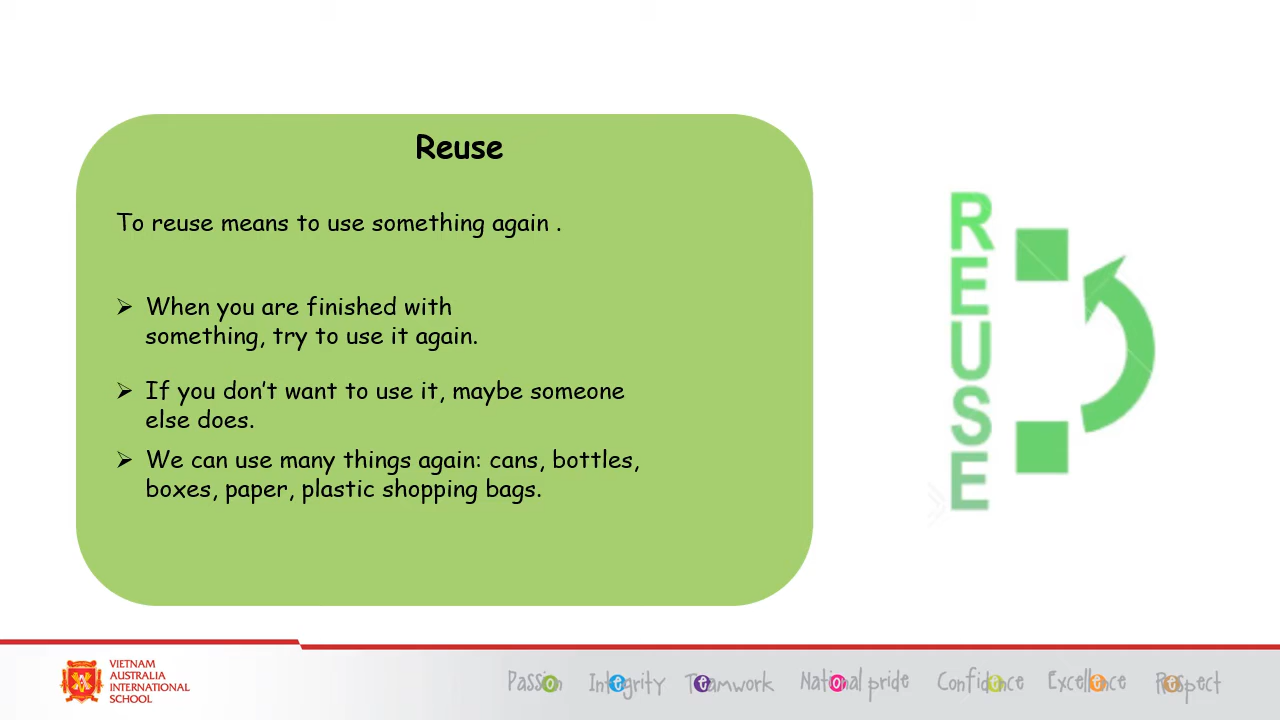 Reuse
To reuse means to use something again .
When you are finished with
something, try to use it again.
If you don't want to use it, maybe someone
else does.
We can use many things again: cans, bottles,
boxes, paper, plastic shopping bags.
REUSE
VIETNAM
AUSTRALIA
INTERNATIONAL
SCHOOL
Passion Integrity Teamwork National pride Confidence Excellence Respect